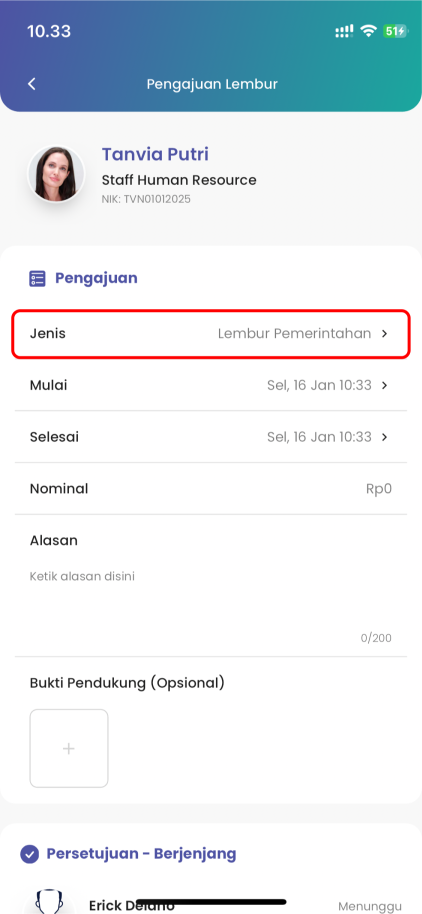 10.33
51
Pengajuan Lembur
Tanvia Putri
Staff Human Resource
NIK: TVN01012025
Pengajuan
Jenis Lembur Pemerintahan
Mulai Sel, 16 Jan 10:33
Selesai Sel, 16 Jan 10:33
Nominal Rp0
Alasan
Ketik alasan disini
0/200
Bukti Pendukung (Opsional)
Persetujuan - Berjenjang
Erick Delano Menunggu